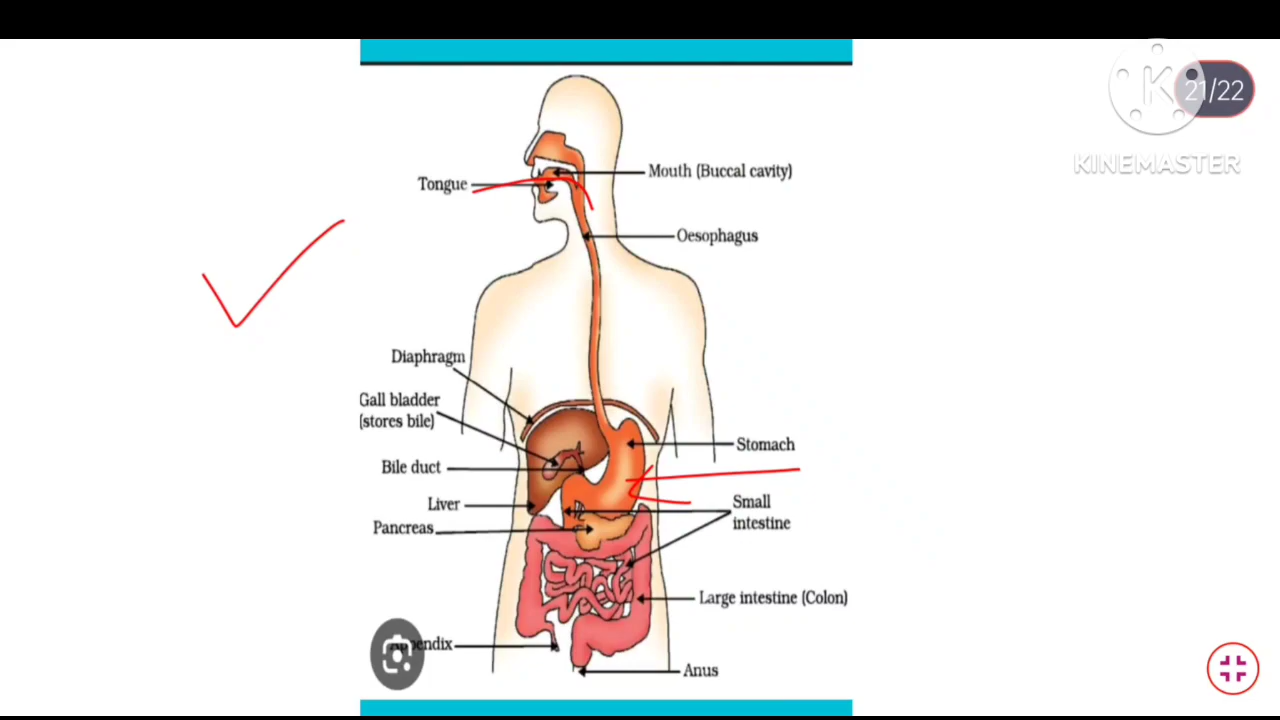 21/22
K
KINEMASTER
Mouth (Buccal cavity)
Tongue
Oesophagus
Diaphragm
Gall bladder
(stores bile)
Stomach
Bile duct
Liver
Small
intestine
Pancreas
Large intestine (Colon)
Anus